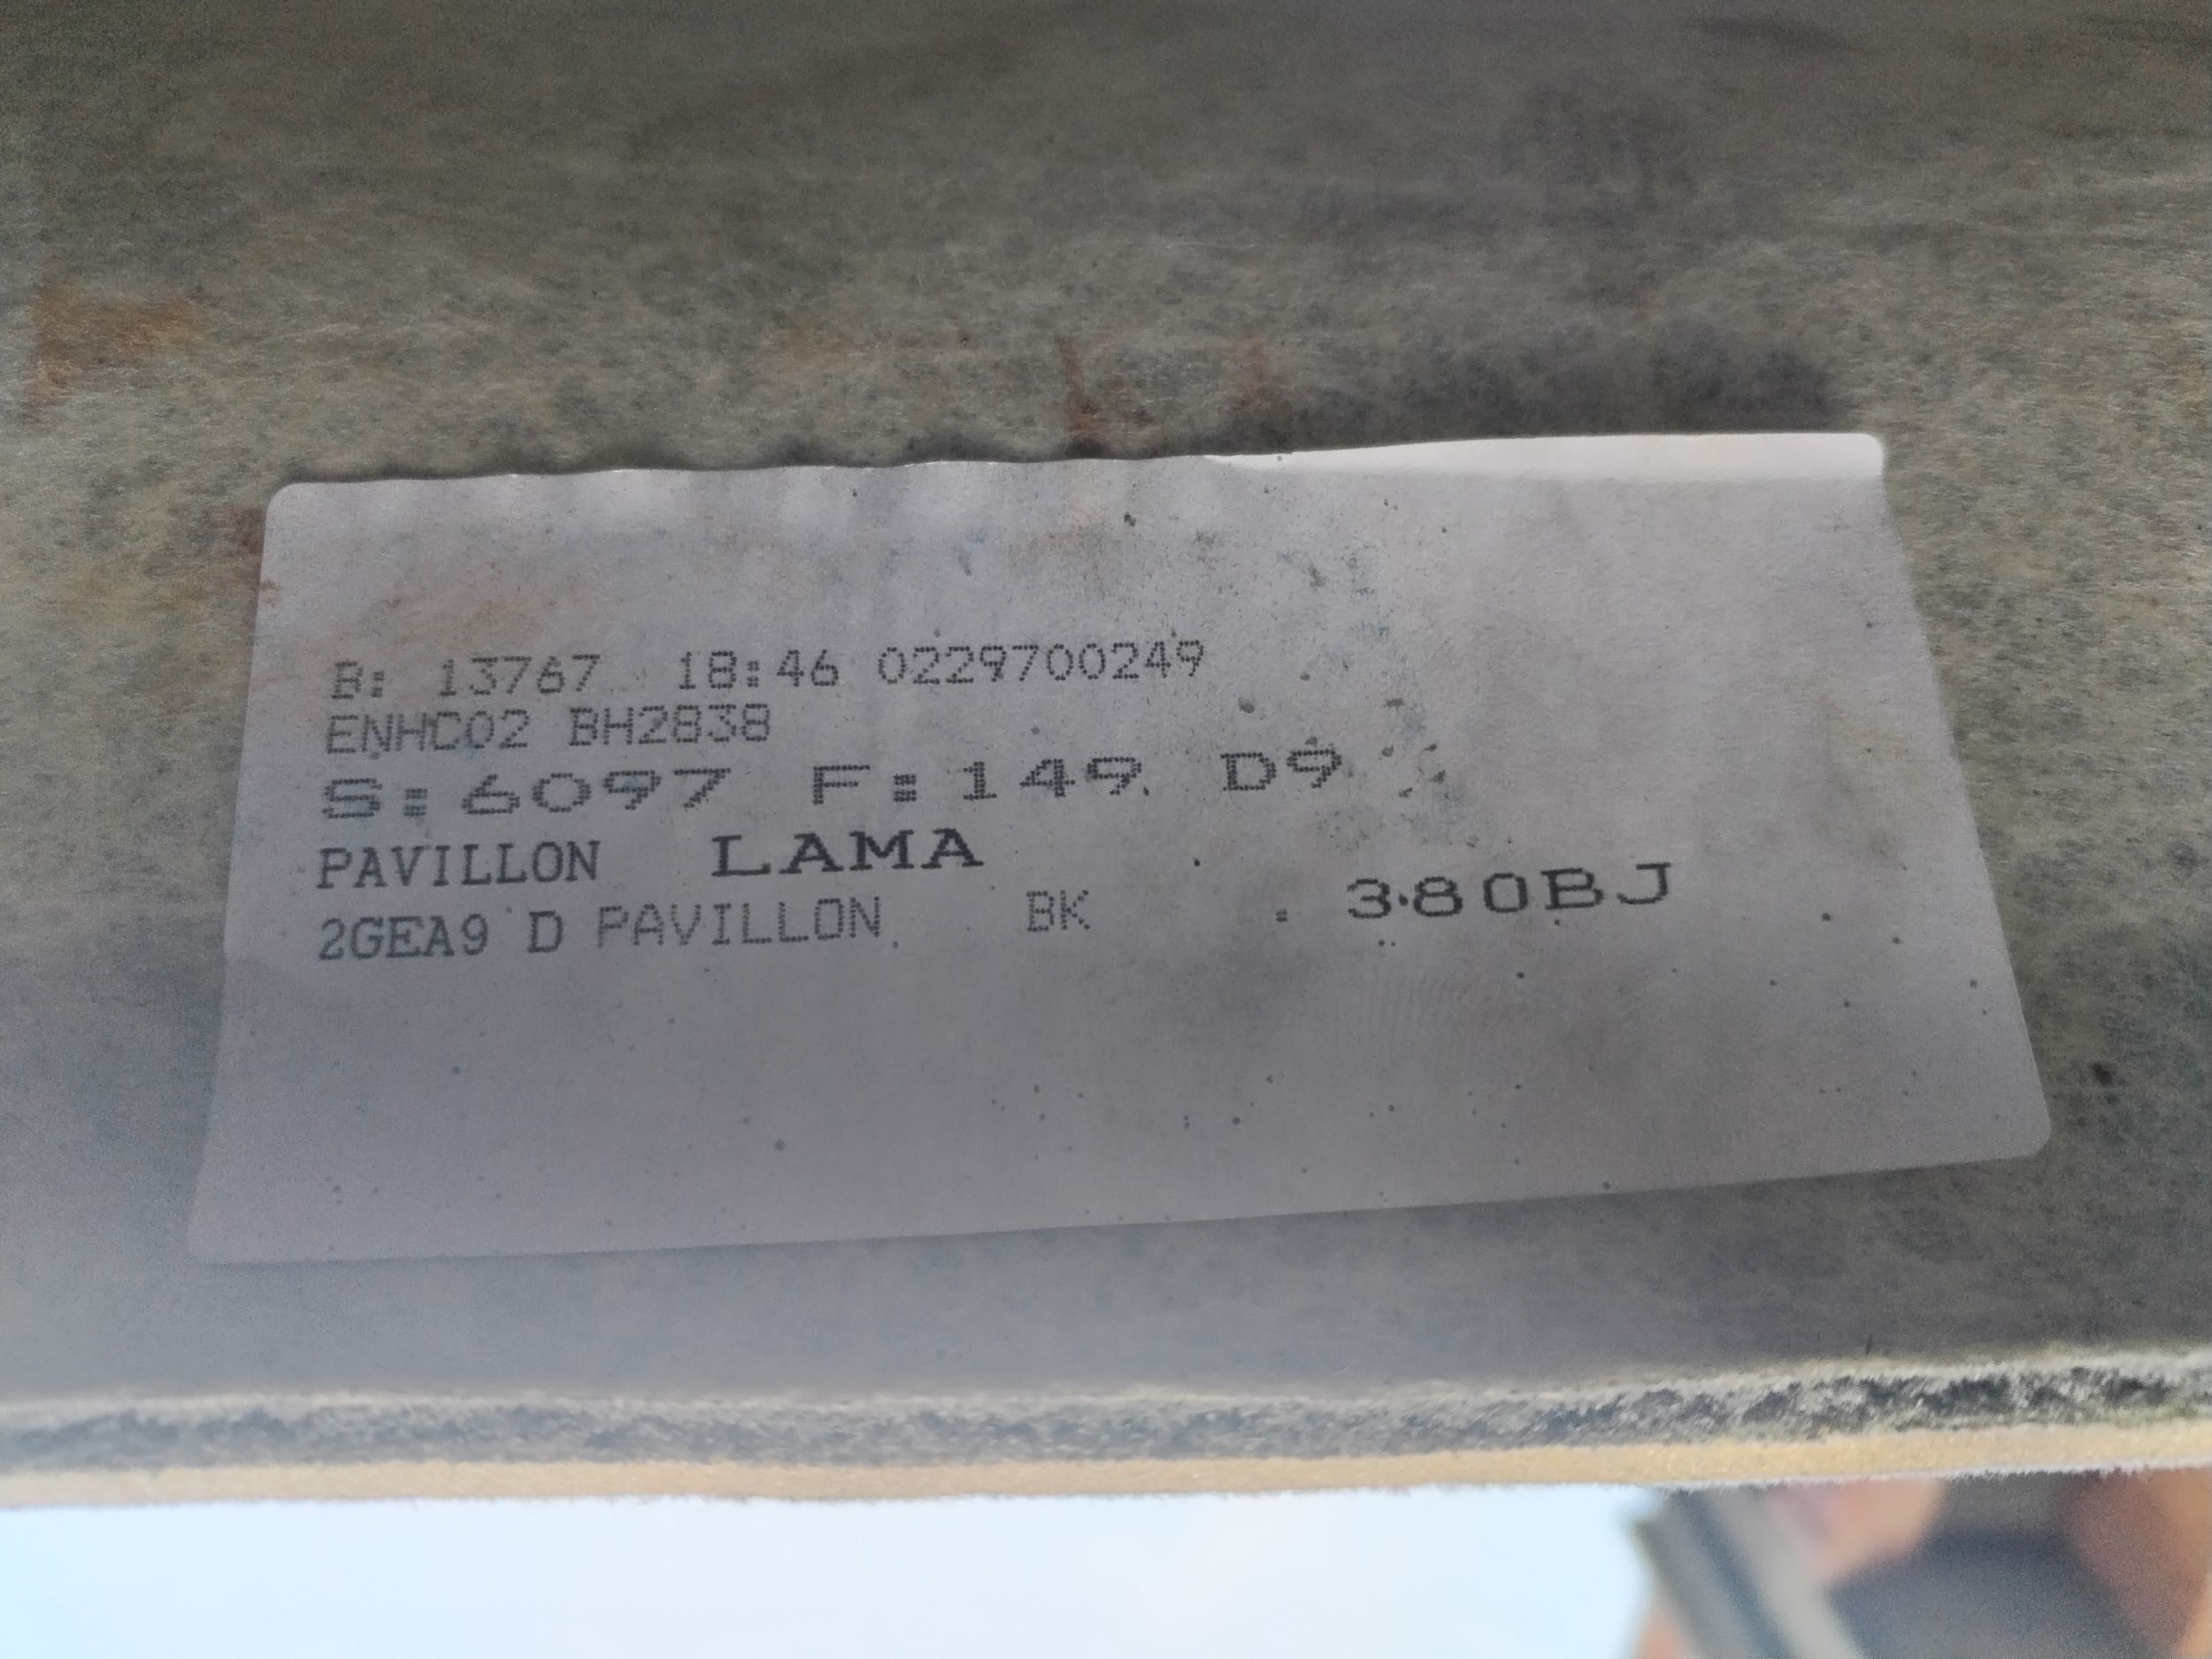 B: 13767 18:46 0229700249
ENHC02 BH2838
S:6097 F:149 D9
PAVILLON LAMA
2GEA9 D PAVILLON BK 380BJ